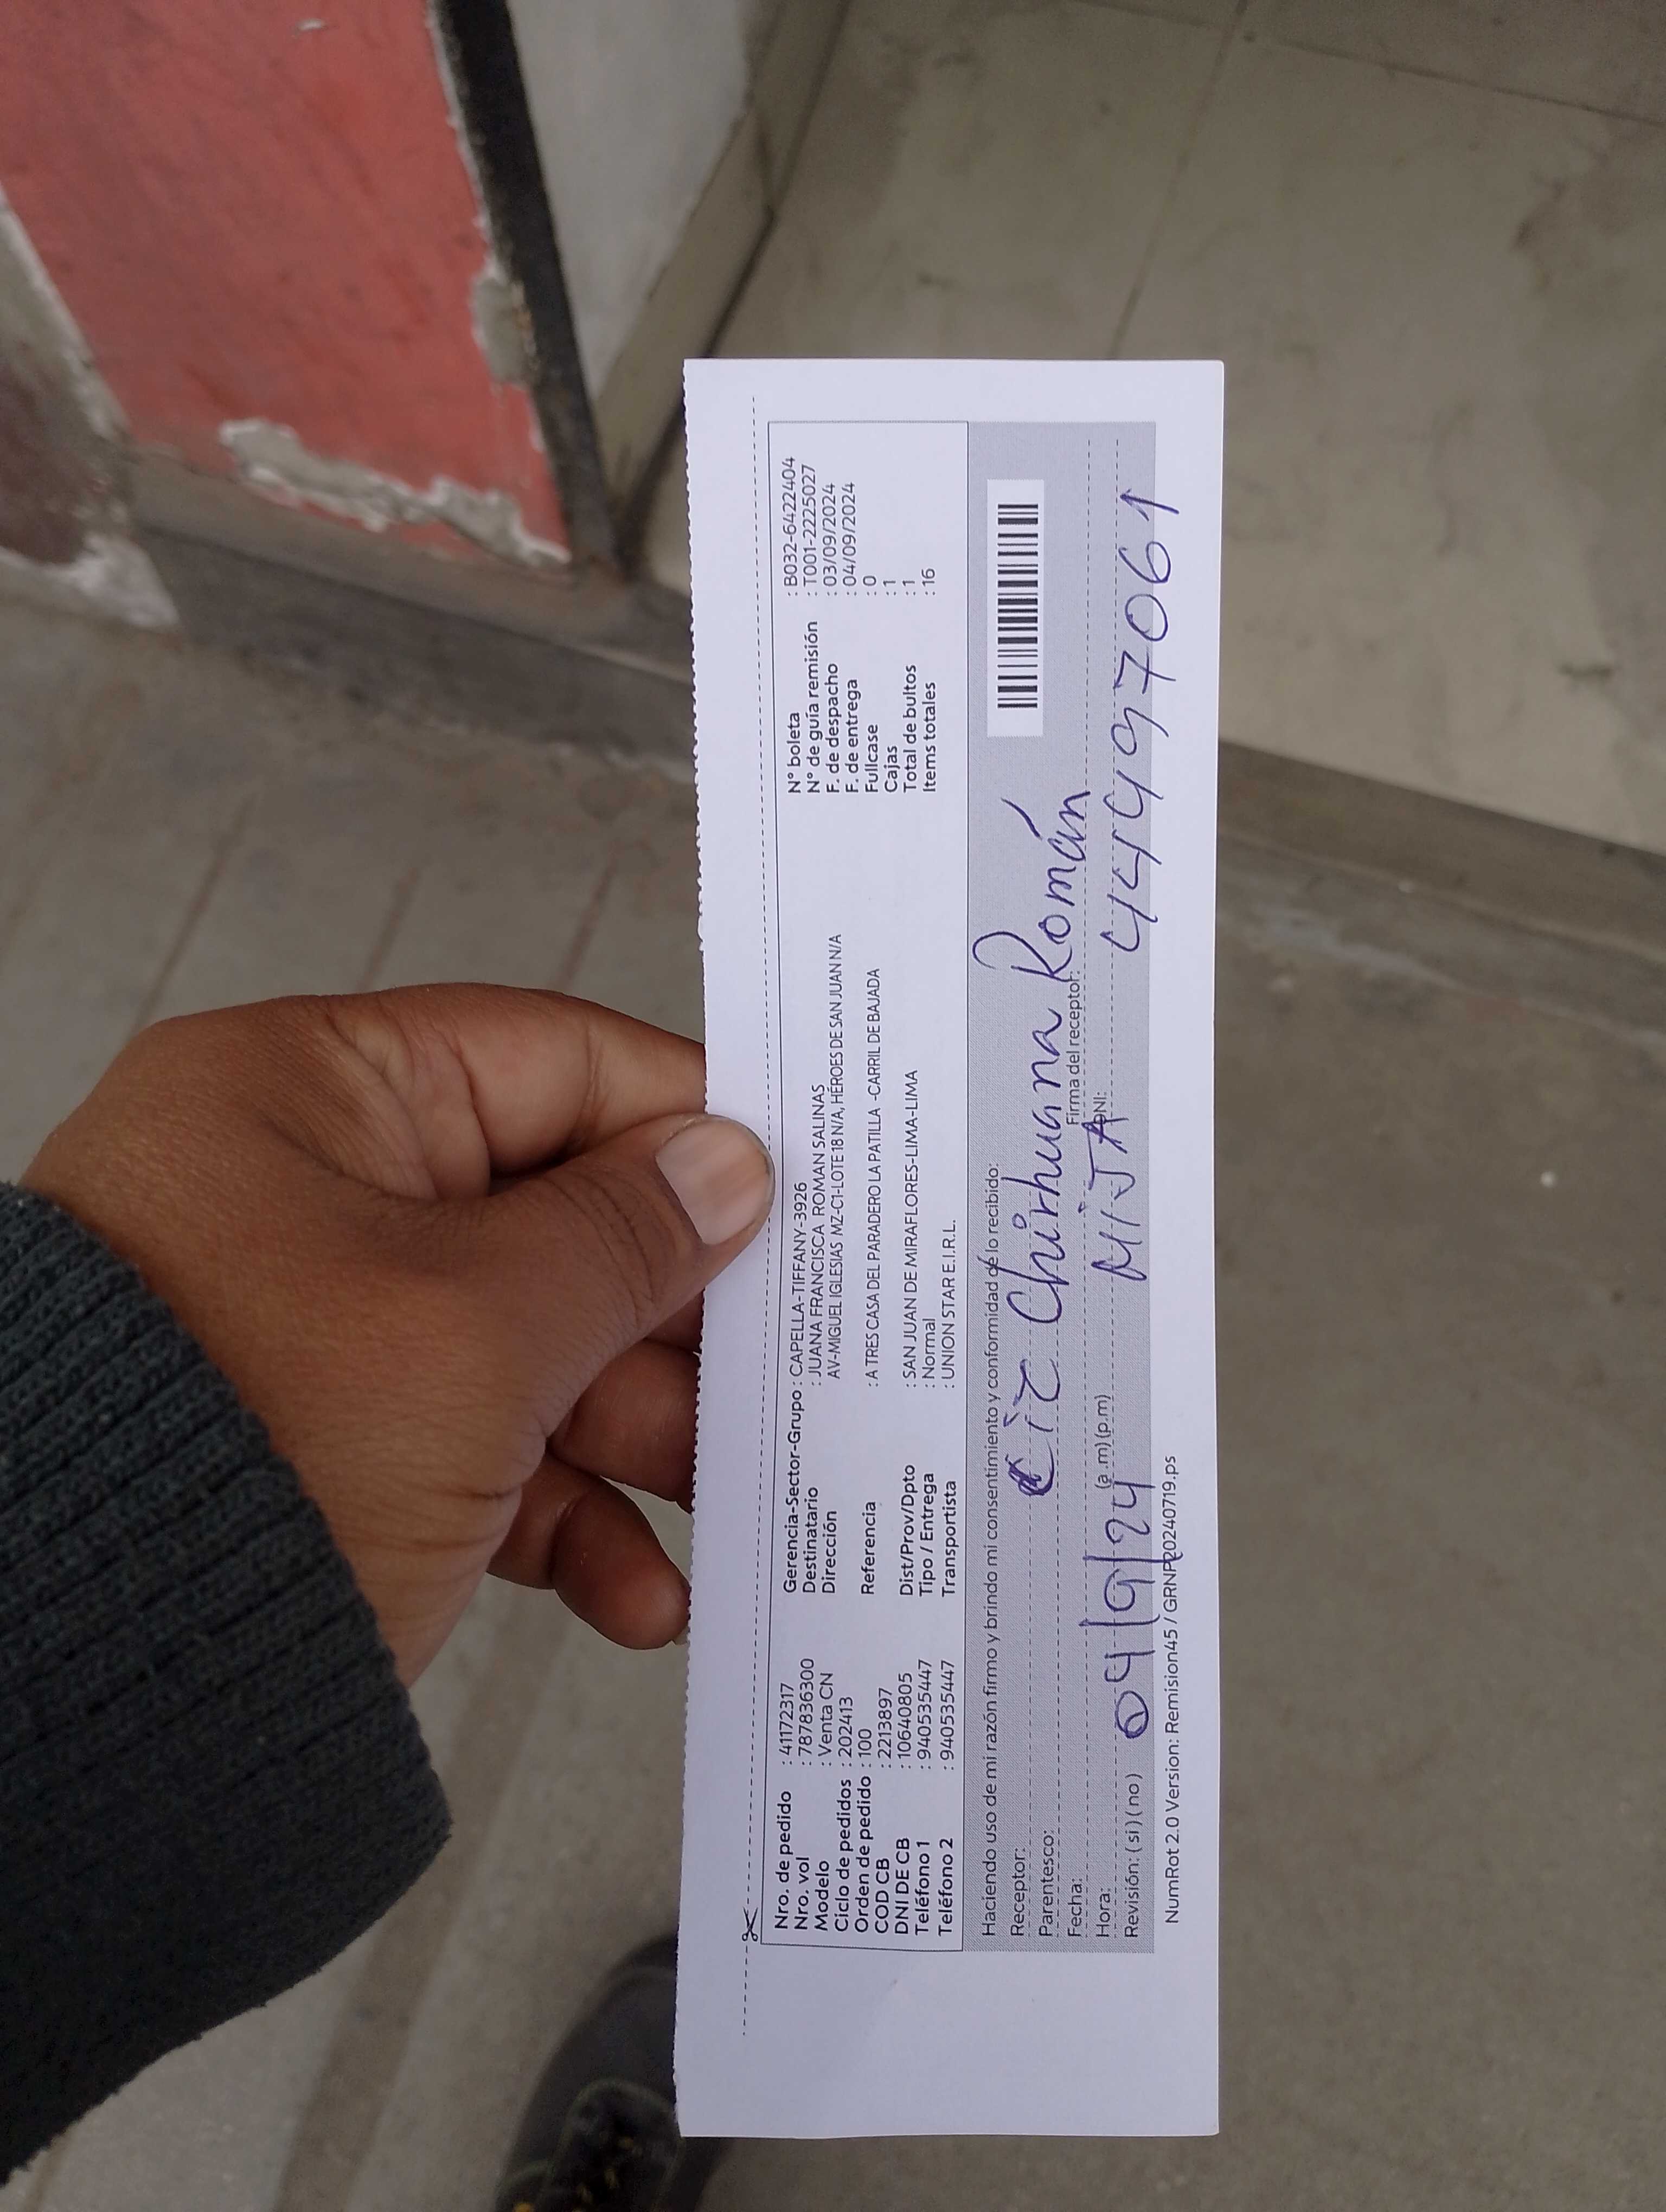 Nro. de pedido : 41172317
Nro. vol : 787836300
Modelo : Venta CN
Ciclo de pedidos : 202413
Orden de pedido : 100
COD CB : 2213897
DNI DE CB : 10640805
Teléfono 1 : 940535447
Teléfono 2 : 940535447
Gerencia-Sector-Grupo : CAPELLA-TIFFANY-3926
Destinatario : JUANA FRANCISCA ROMAN SALINAS
Dirección AV-MIGUEL IGLESIAS MZ-C1-LOTE 18 N/A, HÉROES DE SAN JUAN N/A
Referencia : A TRES CASA DEL PARADERO LA PATILLA -CARRIL DE BAJADA
Dist/Prov/Dpto : SAN JUAN DE MIRAFLORES-LIMA-LIMA
Tipo / Entrega : Normal
Transportista : UNION STAR E.I.R.L.
N° boleta : B032-6422404
N° de guía remisión : T001-2225027
F. de despacho : 03/09/2024
F. de entrega : 04/09/2024
Fullcase : 0
Cajas : 1
Total de bultos : 1
Items totales : 16
Haciendo uso de mi razón firmo y brindo mi consentimiento y conformidad de lo recibido:
Receptor:
Chirhuana Román
Parentesco:
Firma del receptor:
Fecha:
HIJA
DNI:
44497061
Hora: (a.m) (p.m)
04/9/24
Revisión: ( si ) ( no )
NumRot 2.0 Version: Remision45 / GRNP20240719.ps